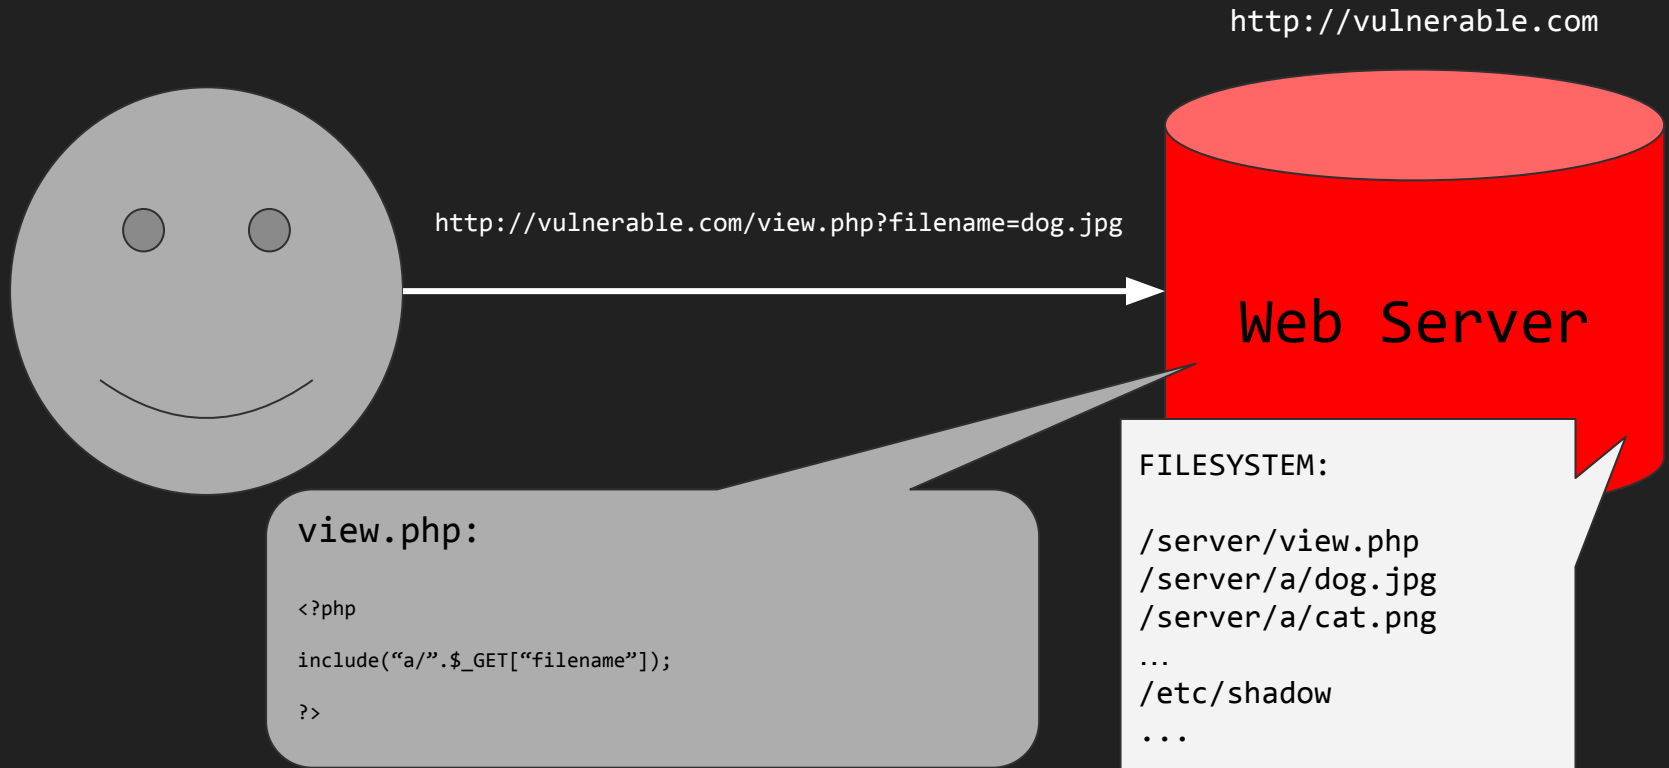 http://vulnerable.com
http://vulnerable.com/view.php?filename=dog.jpg
Web Server
view.php:
<?php
include(“a/”.$_GET[“filename”]);
?>
FILESYSTEM:
/server/view.php
/server/a/dog.jpg
/server/a/cat.png
...
/etc/shadow
...